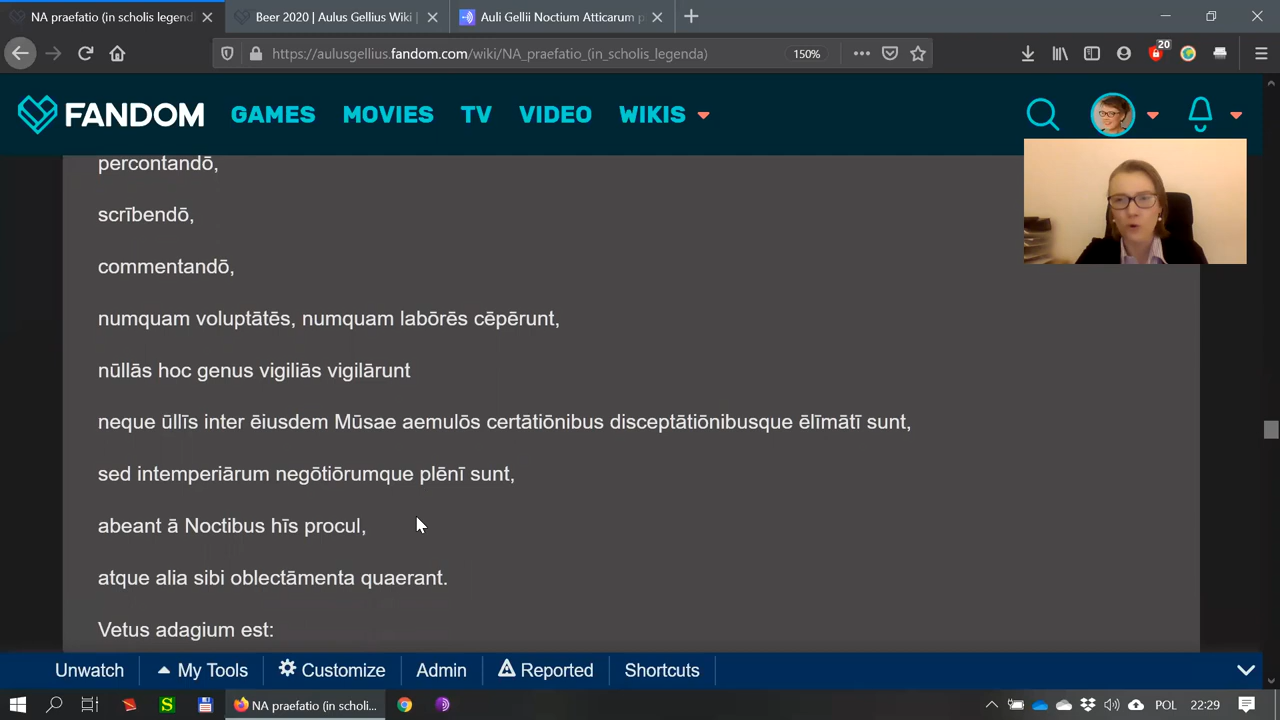 NA praefatio (in scholis legend
Beer 2020 | Aulus Gellius Wiki |
Auli Gellii Noctium Atticarum p
https://aulusgellius.fandom.com/wiki/NA_praefatio_(in_scholis_legenda)
150%
20
FANDOM
GAMES
MOVIES
TV
VIDEO
WIKIS
percontandō,
scrībendō,
commentandō,
numquam voluptātēs, numquam labōrēs cēpērunt,
nūllās hoc genus vigiliās vigilārunt
neque ūllīs inter ēiusdem Mūsae aemulōs certātiōnibus disceptātiōnibusque ēlīmātī sunt,
sed intemperiārum negōtiōrumque plēnī sunt,
abeant ā Noctibus hīs procul,
atque alia sibi oblectāmenta quaerant.
Vetus adagium est:
Unwatch
My Tools
Customize
Admin
Reported
Shortcuts
NA praefatio (in scholi...
POL
22:29